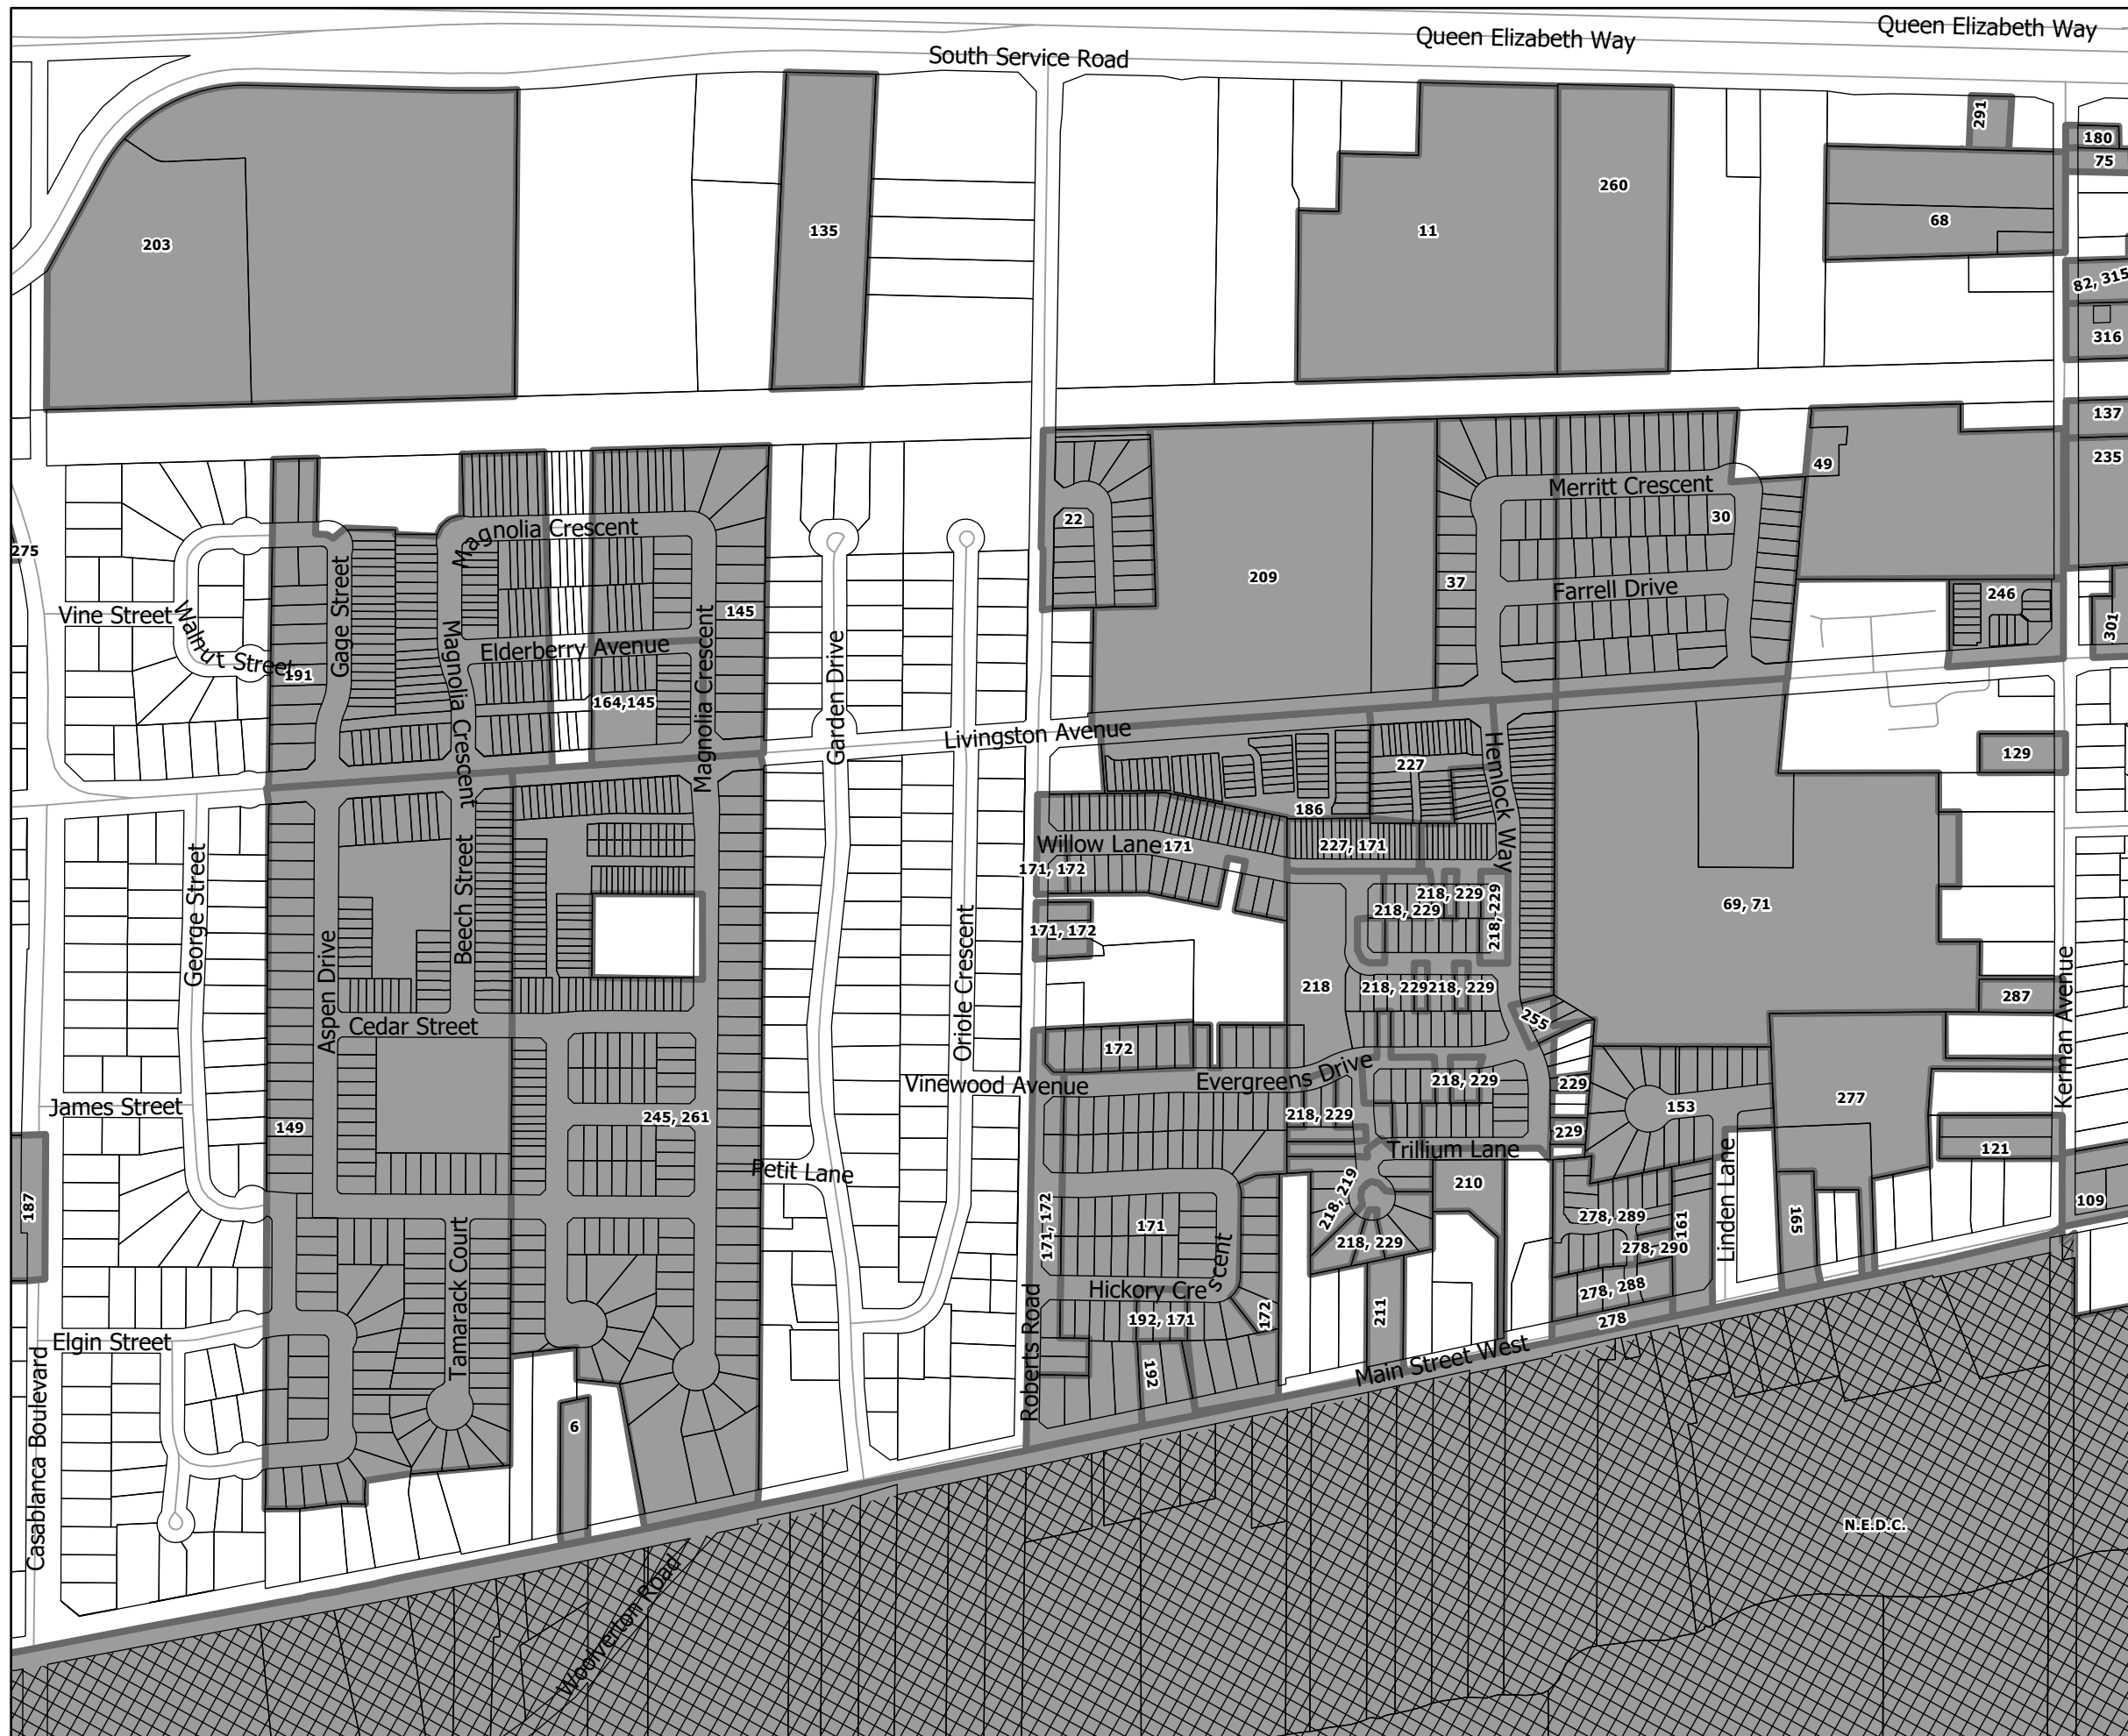 Queen Elizabeth Way
Queen Elizabeth Way
South Service Road
291
180
75
260
11
135
203
68
82, 315
316
137
235
49
Merritt Crescent
30
22
Magnolia Crescent
275
Gage Street
209
37
Farrell Drive
246
301
Vine Street
Walnut Street
191
Magnolia Crescent
Elderberry Avenue
145
164,145
Magnolia Crescent
Garden Drive
Livingston Avenue
Hemlock Way
129
227
186
Willow Lane
171
227, 171
171, 172
George Street
Beech Street
218, 229
218, 229
218, 229
69, 71
171, 172
Aspen Drive
Oriole Crescent
218
218, 229
218, 229
287
255
Cedar Street
172
Kerman Avenue
Vinewood Avenue
Evergreens Drive
218, 229
229
James Street
149
245, 261
218, 229
153
277
229
Trillium Lane
121
Petit Lane
187
218, 219
210
109
171, 172
171
278, 289
161
Linden Lane
165
218, 229
278, 290
Hickory Crescent
278, 288
Elgin Street
Tamarack Court
Roberts Road
192, 171
172
211
278
Main Street West
192
Casablanca Boulevard
6
N.E.D.C.
Woolverton Road